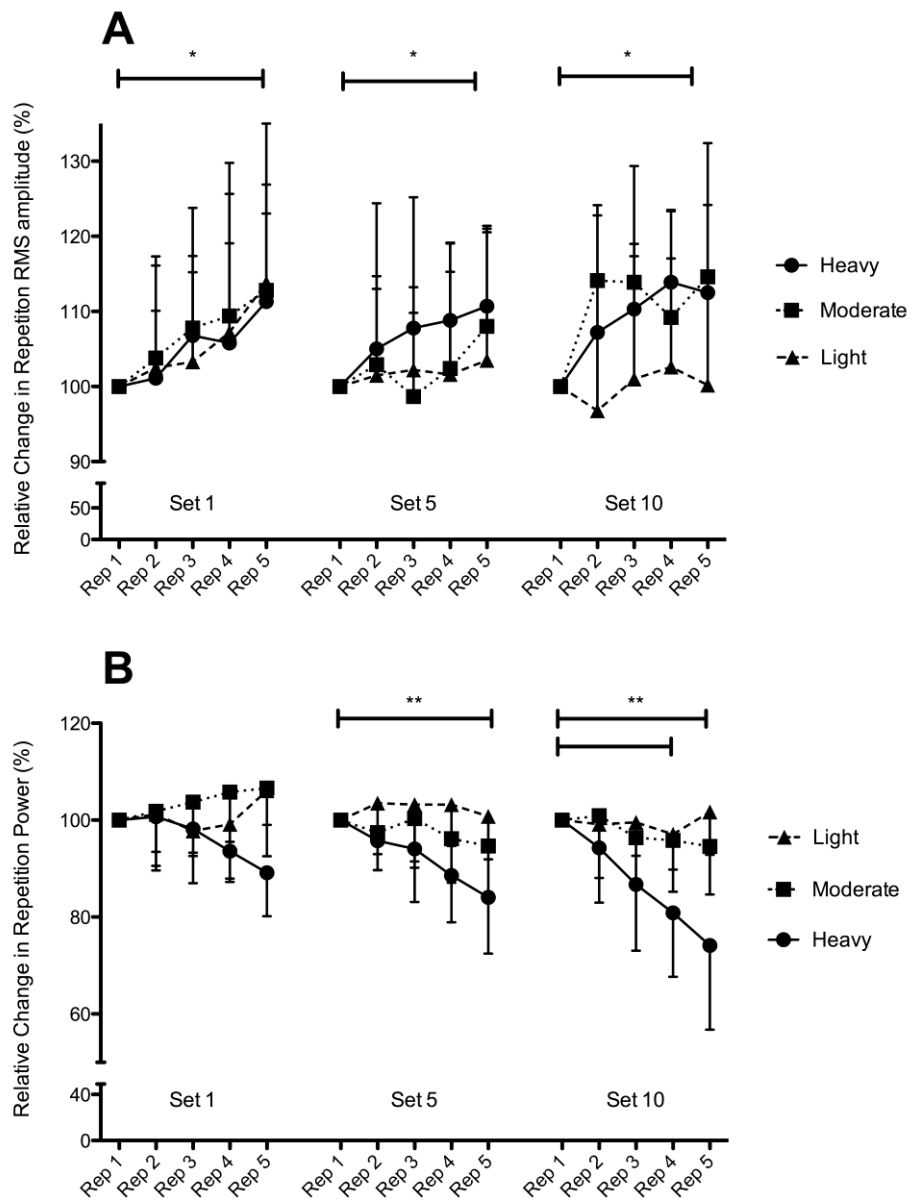 A
Relative Change in Repetition RMS amplitude (%)
* * *
130
120
110
100
90
50
0
Set 1 Set 5 Set 10
Rep 1 Rep 2 Rep 3 Rep 4 Rep 5 Rep 1 Rep 2 Rep 3 Rep 4 Rep 5 Rep 1 Rep 2 Rep 3 Rep 4 Rep 5
Heavy
Moderate
Light
B
Relative Change in Repetition Power (%)
** **
120
100
80
60
40
0
Set 1 Set 5 Set 10
Rep 1 Rep 2 Rep 3 Rep 4 Rep 5 Rep 1 Rep 2 Rep 3 Rep 4 Rep 5 Rep 1 Rep 2 Rep 3 Rep 4 Rep 5
Light
Moderate
Heavy